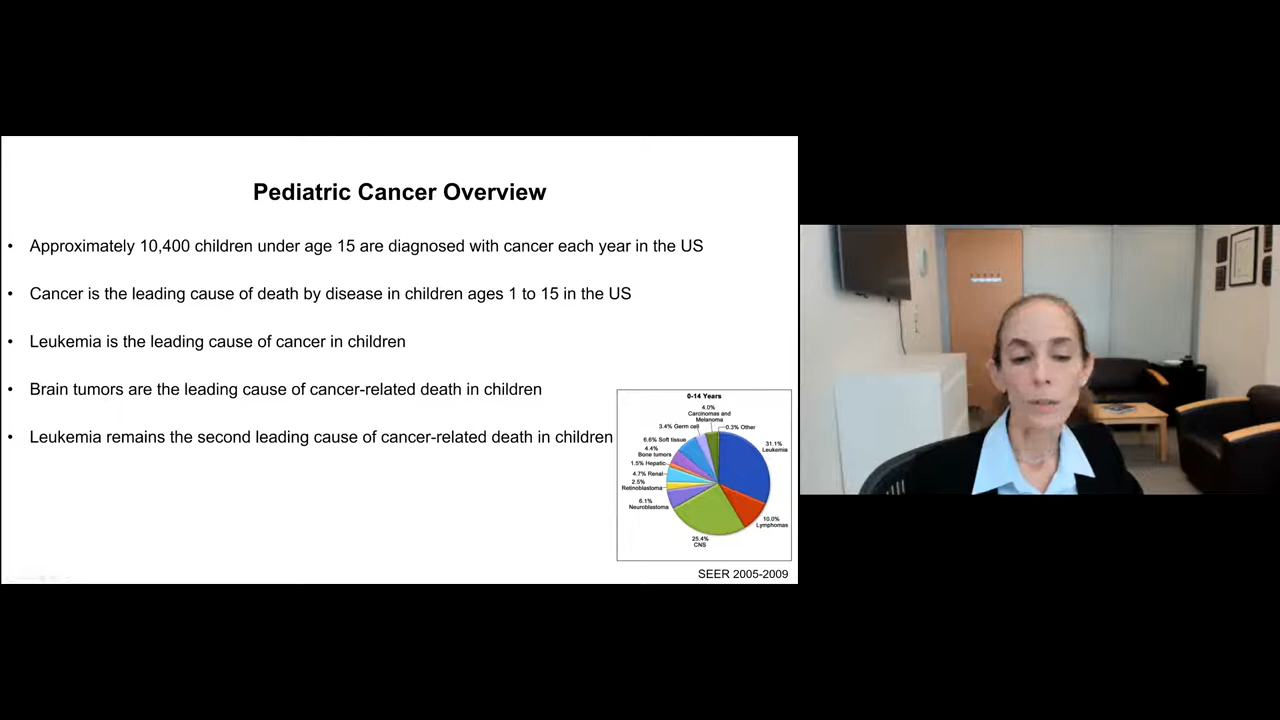 Pediatric Cancer Overview
• Approximately 10,400 children under age 15 are diagnosed with cancer each year in the US
• Cancer is the leading cause of death by disease in children ages 1 to 15 in the US
• Leukemia is the leading cause of cancer in children
• Brain tumors are the leading cause of cancer-related death in children
• Leukemia remains the second leading cause of cancer-related death in children
0-14 Years
4.0%
Carcinomas and
Melanoma
3.4% Germ cell
0.3% Other
6.6% Soft tissue
31.1%
Leukemia
4.4%
Bone tumors
1.5% Hepatic
4.7% Renal
2.5%
Retinoblastoma
6.1%
Neuroblastoma
10.0%
Lymphomas
25.4%
CNS
SEER 2005-2009